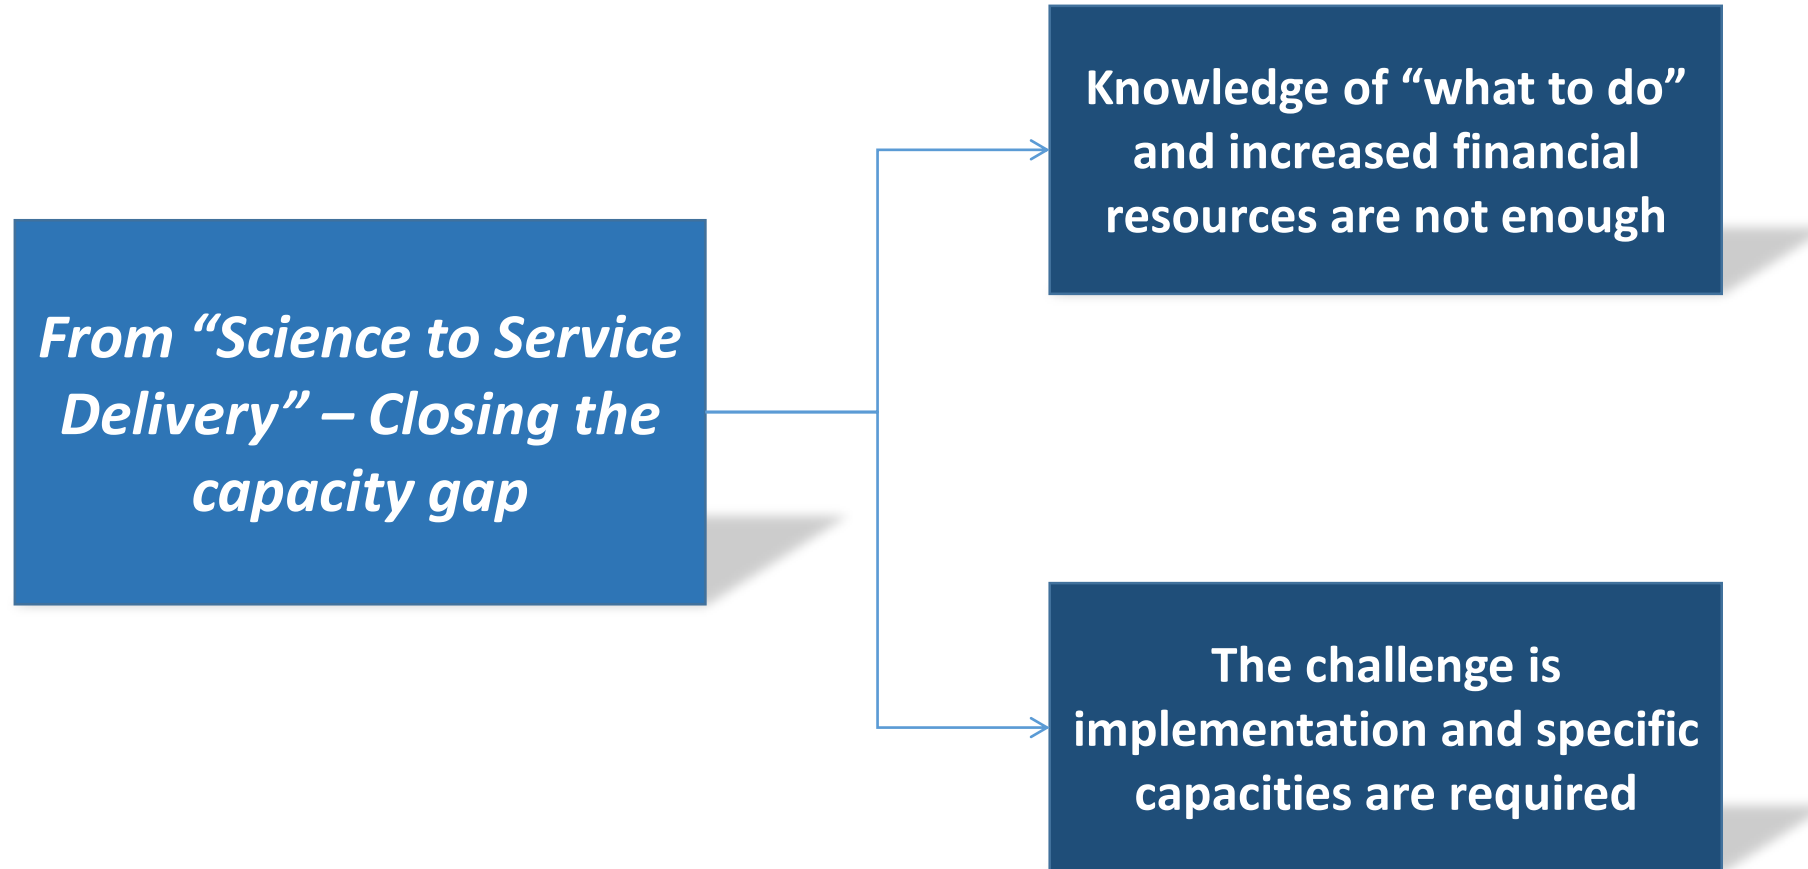 From “Science to Service
Delivery” – Closing the
capacity gap
Knowledge of “what to do”
and increased financial
resources are not enough
The challenge is
implementation and specific
capacities are required